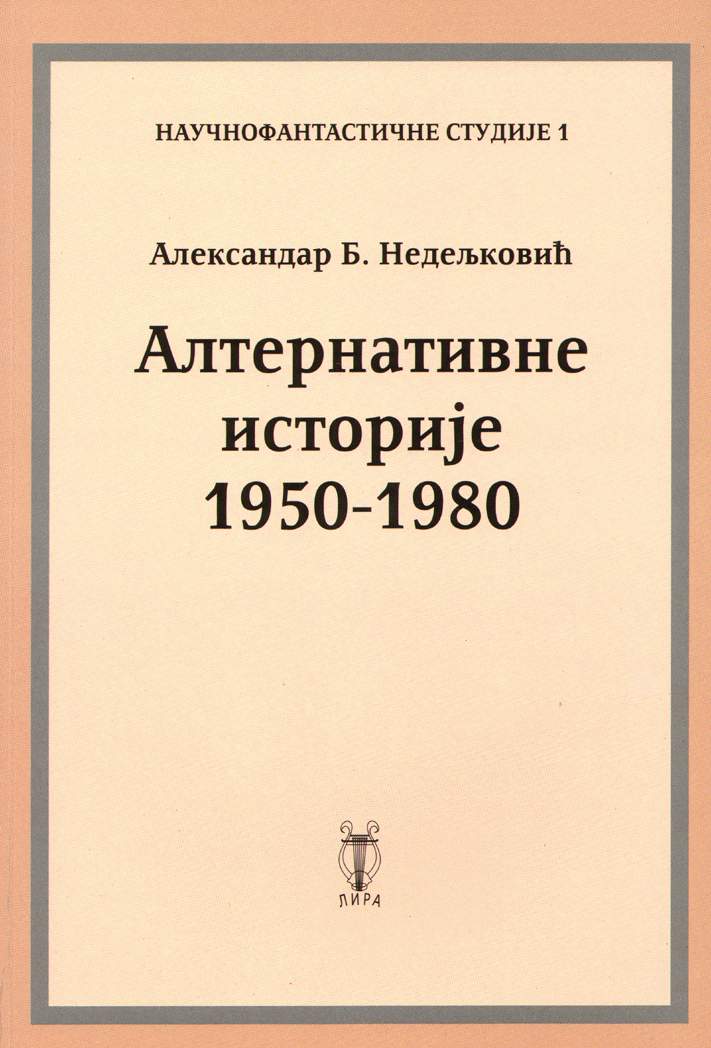 НАУЧНОФАНТАСТИЧНЕ СТУДИЈЕ 1
Александар Б. Недељковић
Алтернативне
историје
1950-1980
ЛИРА